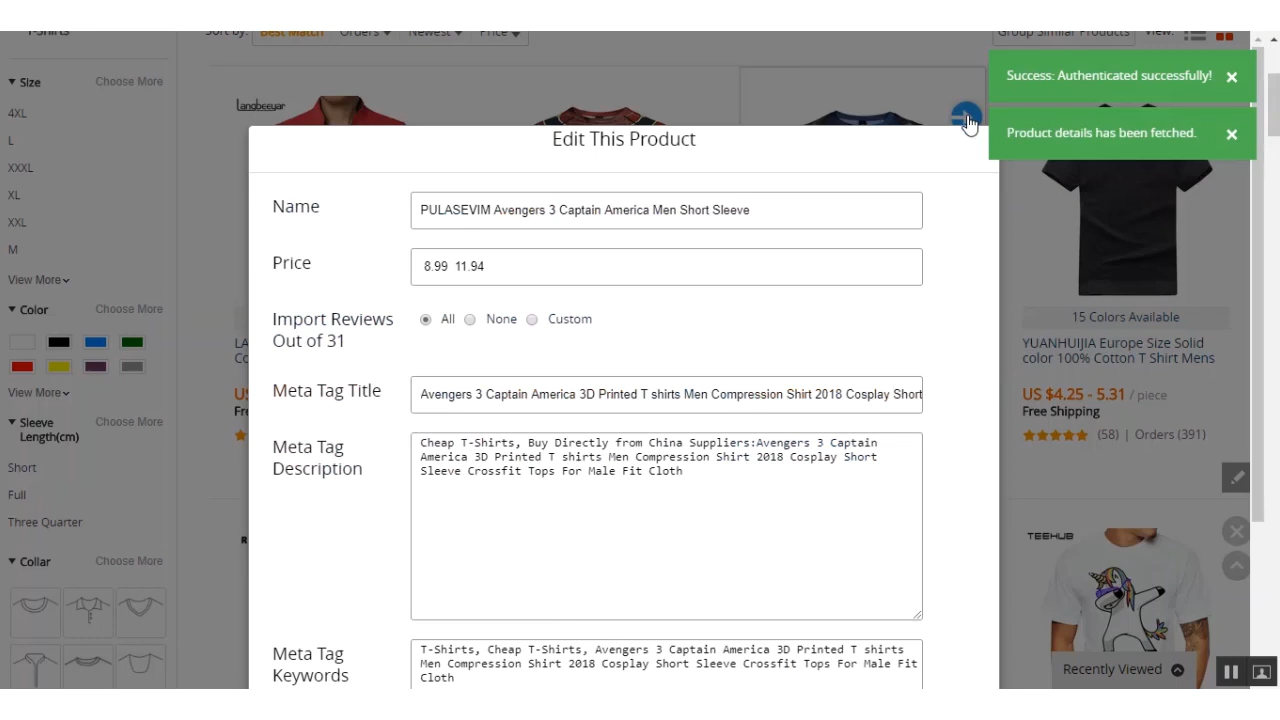 T-Shirts
Sort by: Best Match Orders Newest Price
Group Similar Products View:
Success: Authenticated successfully! ×
Product details has been fetched. ×
Size Choose More
4XL
L
XXXL
XL
XXL
M
View More
Color Choose More
View More
Sleeve
Length(cm)
Choose More
Short
Full
Three Quarter
Collar Choose More
Langbeeyar
Edit This Product
Name
PULASEVIM Avengers 3 Captain America Men Short Sleeve
Price
8.99 11.94
Import Reviews
Out of 31
All None Custom
Meta Tag Title
Avengers 3 Captain America 3D Printed T shirts Men Compression Shirt 2018 Cosplay Short
Meta Tag
Description
Cheap T-Shirts, Buy Directly from China Suppliers:Avengers 3 Captain
America 3D Printed T shirts Men Compression Shirt 2018 Cosplay Short
Sleeve Crossfit Tops For Male Fit Cloth
Meta Tag
Keywords
T-Shirts, Cheap T-Shirts, Avengers 3 Captain America 3D Printed T shirts
Men Compression Shirt 2018 Cosplay Short Sleeve Crossfit Tops For Male Fit
Cloth
LA
Co
US
Fre
R
15 Colors Available
YUANHUIJIA Europe Size Solid
color 100% Cotton T Shirt Mens
US $4.25 - 5.31 / piece
Free Shipping
(58) | Orders (391)
TEEHUB
Recently Viewed